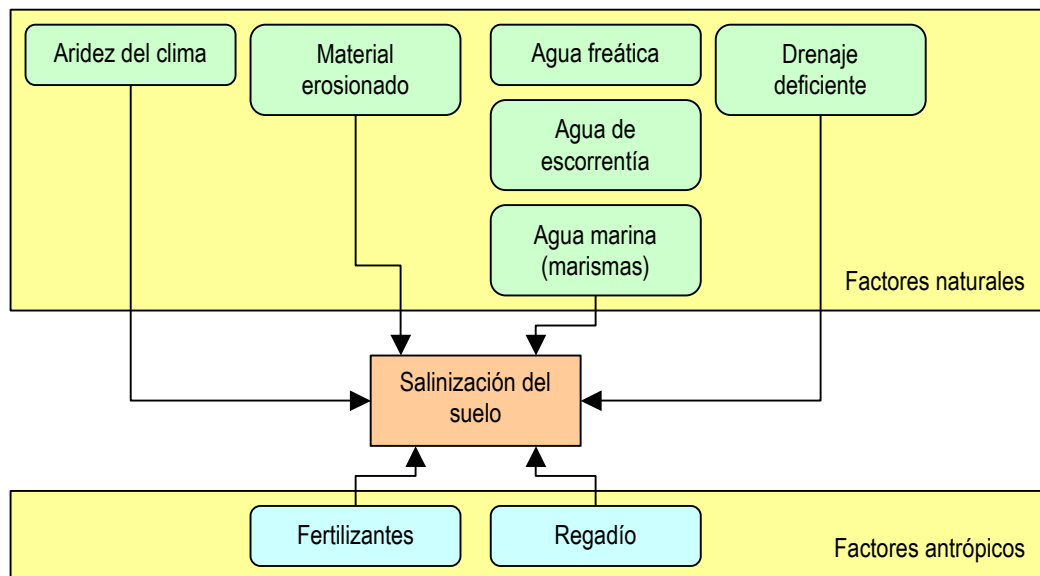 Aridez del clima
Material
erosionado
Agua freática
Drenaje
deficiente
Agua de
escorrentía
Agua marina
(marismas)
Factores naturales
Salinización del
suelo
Fertilizantes
Regadío
Factores antrópicos